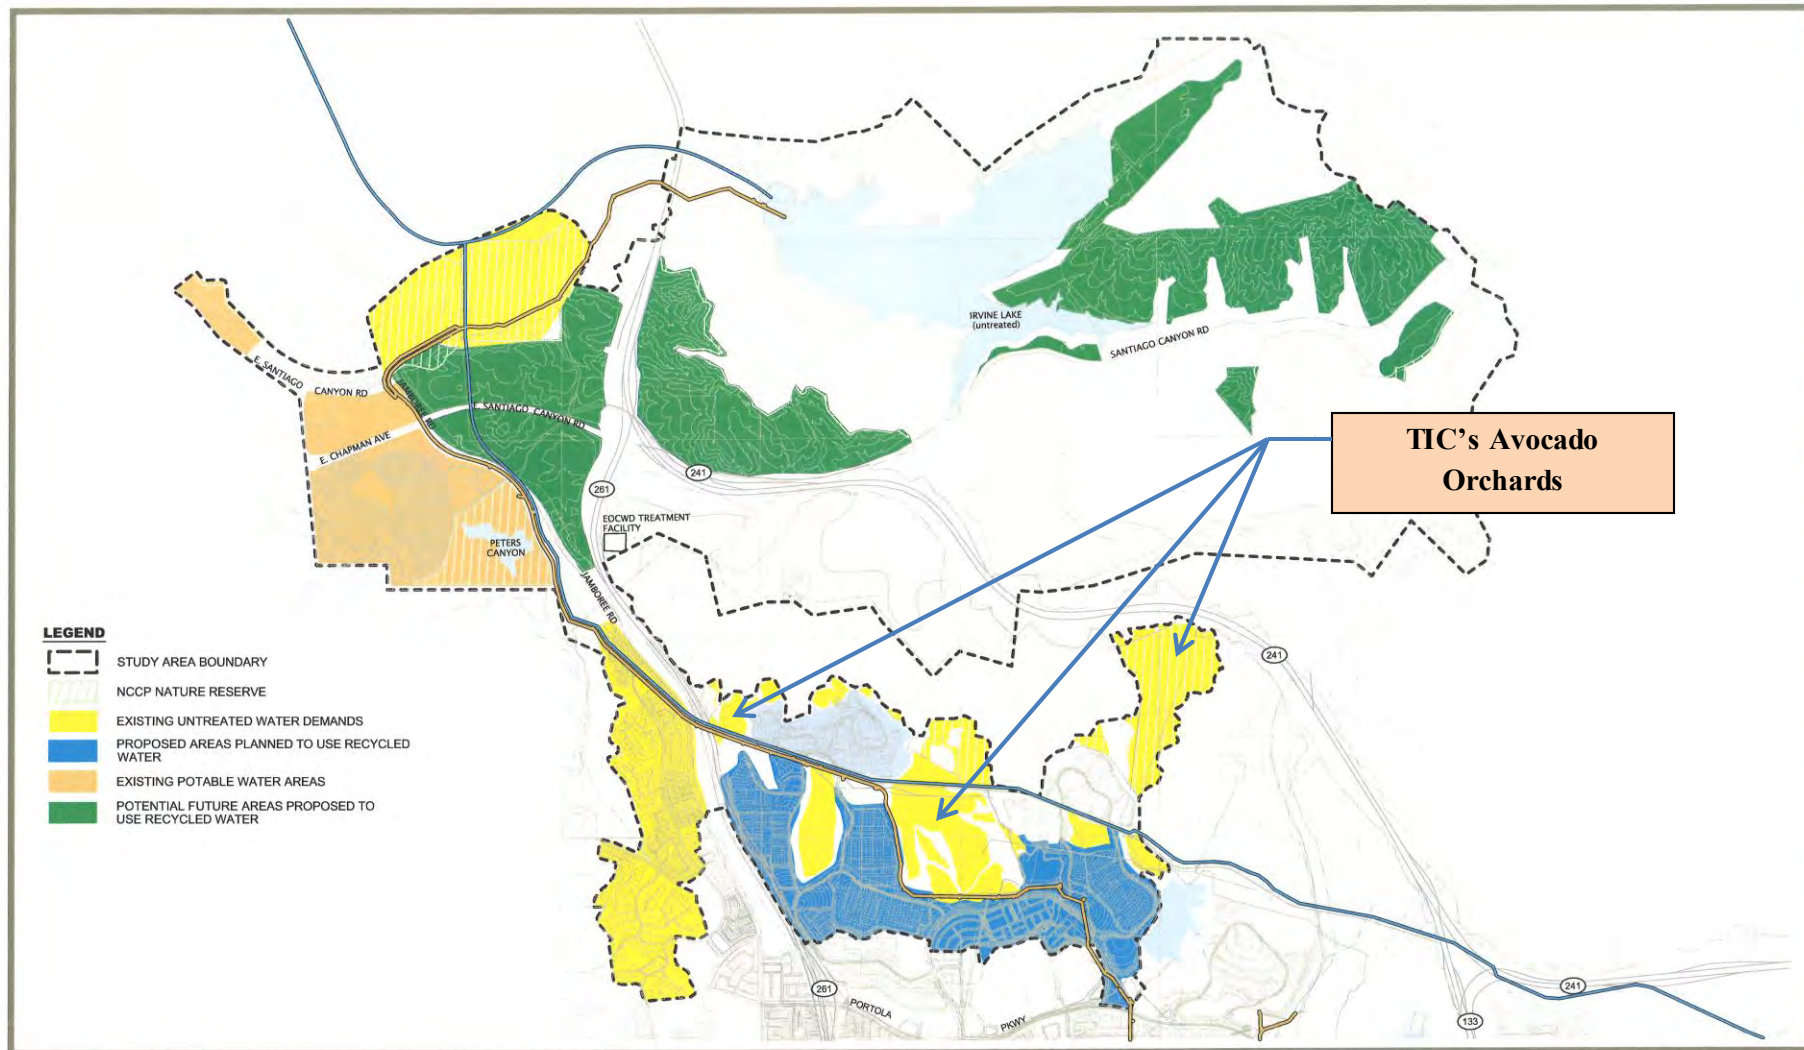 IRVINE LAKE
(untreated)
SANTIAGO CANYON RD
E. SANTIAGO
CANYON RD
JAMBOREE RD
E. SANTIAGO CANYON RD
E. CHAPMAN AVE
TIC's Avocado
Orchards
241
261
EOCWD TREATMENT
FACILITY
PETERS
CANYON
JAMBOREE RD
241
LEGEND
STUDY AREA BOUNDARY
NCCP NATURE RESERVE
EXISTING UNTREATED WATER DEMANDS
PROPOSED AREAS PLANNED TO USE RECYCLED
WATER
EXISTING POTABLE WATER AREAS
POTENTIAL FUTURE AREAS PROPOSED TO
USE RECYCLED WATER
261
PORTOLA
PKWY
241
133